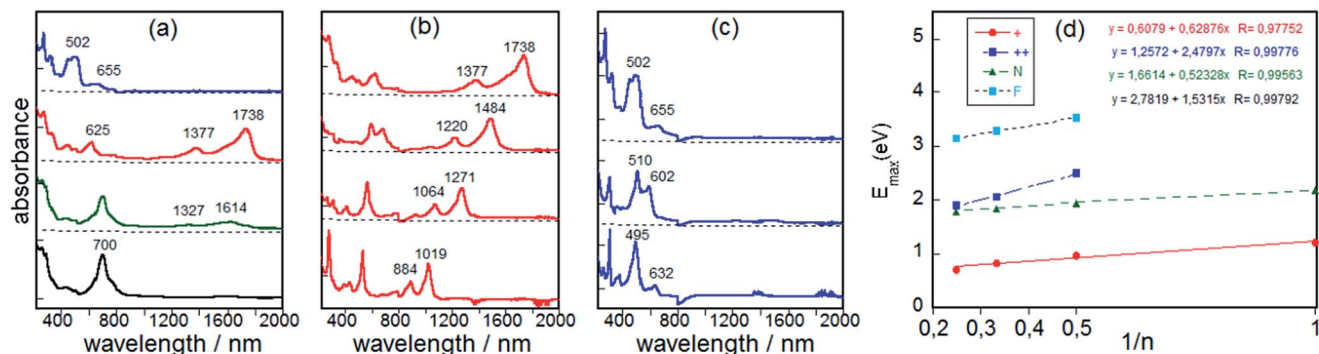 absorbance
(a)
502
655
625
1377
1738
1327
1614
700
400 800 1200 1600 2000
wavelength / nm
(b)
1377
1738
1220
1484
1064
1271
884
1019
400 800 1200 1600 2000
wavelength / nm
(c)
502
655
510
602
495
632
400 800 1200 1600 2000
wavelength / nm
(d)
+
++
N
F
y = 0,6079 + 0,62876x R= 0,97752
y = 1,2572 + 2,4797x R= 0,99776
y = 1,6614 + 0,52328x R= 0,99563
y = 2,7819 + 1,5315x R= 0,99792
E_max(eV)
5
4
3
2
1
0
0,2 0,3 0,4 0,5 1
1/n